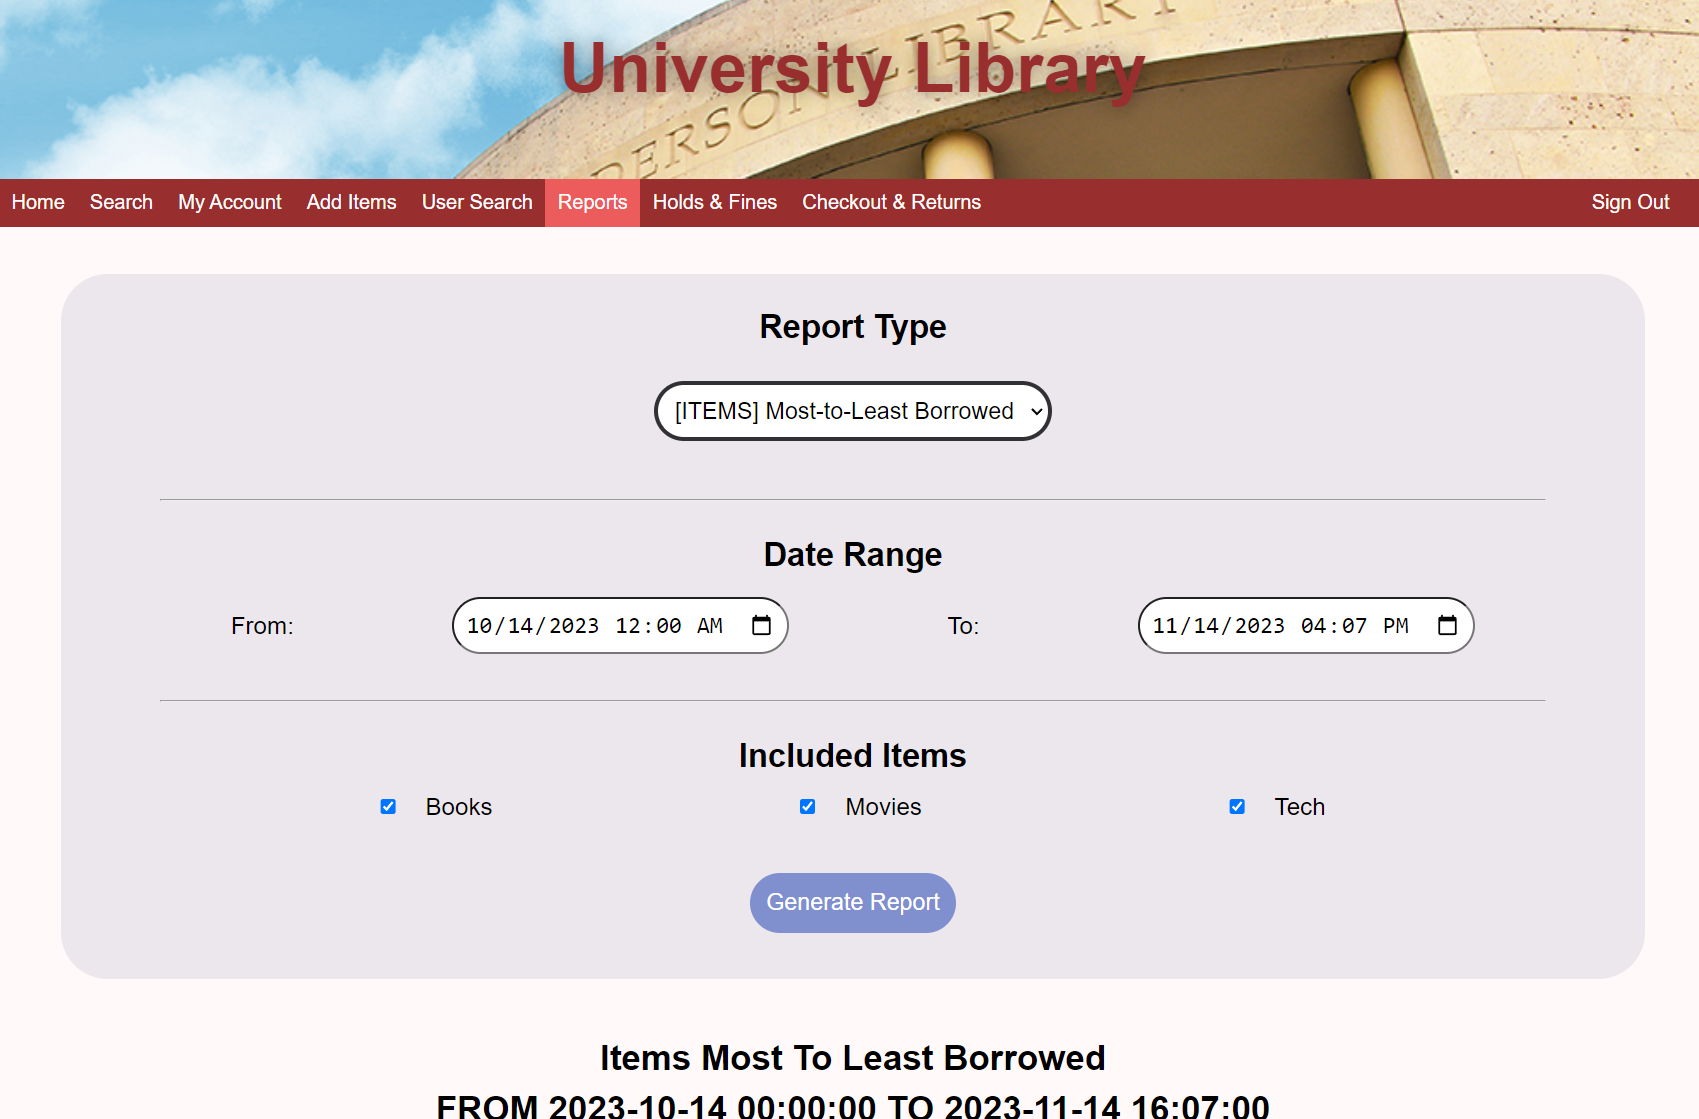 DERSON LIBRARY
University Library
Home Search My Account Add Items User Search Reports Holds & Fines Checkout & Returns Sign Out
Report Type
[ITEMS] Most-to-Least Borrowed
Date Range
From: 10/14/2023 12:00 AM To: 11/14/2023 04:07 PM
Included Items
Books Movies Tech
Generate Report
Items Most To Least Borrowed
FROM 2023-10-14 00:00:00 TO 2023-11-14 16:07:00